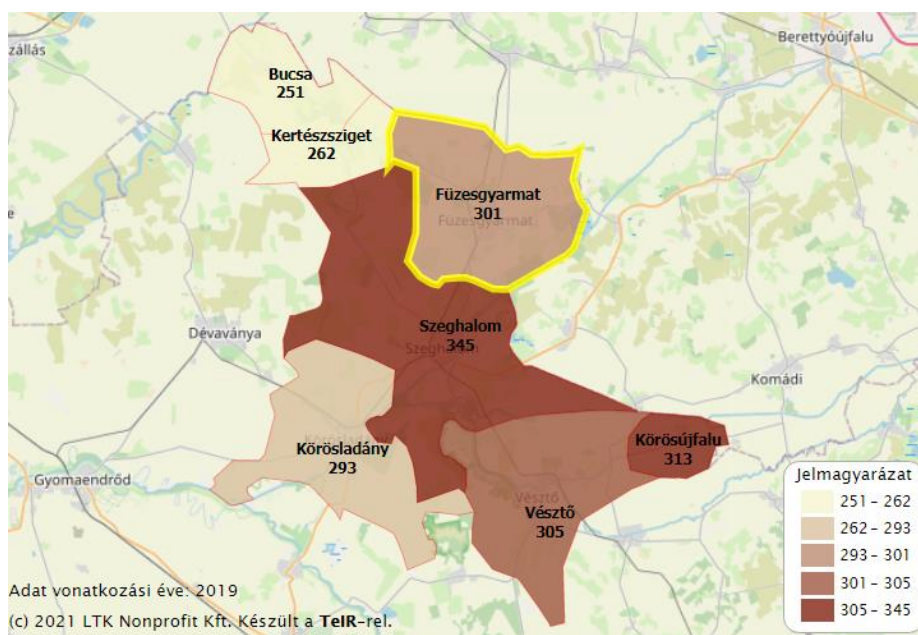 zállás
Berettyóújfalu
Bucsa
251
Kertészsziget
262
Füzesgyarmat
301
Füzesgyarmat
Dévaványa
Szeghalom
345
Szeghalom
Komádi
Körösladány
293
Körösújfalu
313
Gyomaendrőd
Vésztő
Vésztő
305
Jelmagyarázat
251 - 262
262 - 293
293 - 301
301 - 305
305 - 345
Adat vonatkozási éve: 2019
(c) 2021 LTK Nonprofit Kft. Készült a TeIR-rel.